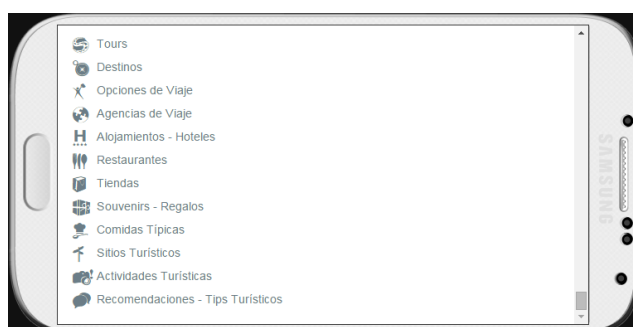 Tours
Destinos
Opciones de Viaje
Agencias de Viaje
Alojamientos - Hoteles
Restaurantes
Tiendas
Souvenirs - Regalos
Comidas Típicas
Sitios Turísticos
Actividades Turísticas
Recomendaciones - Tips Turísticos
SAMSUNG